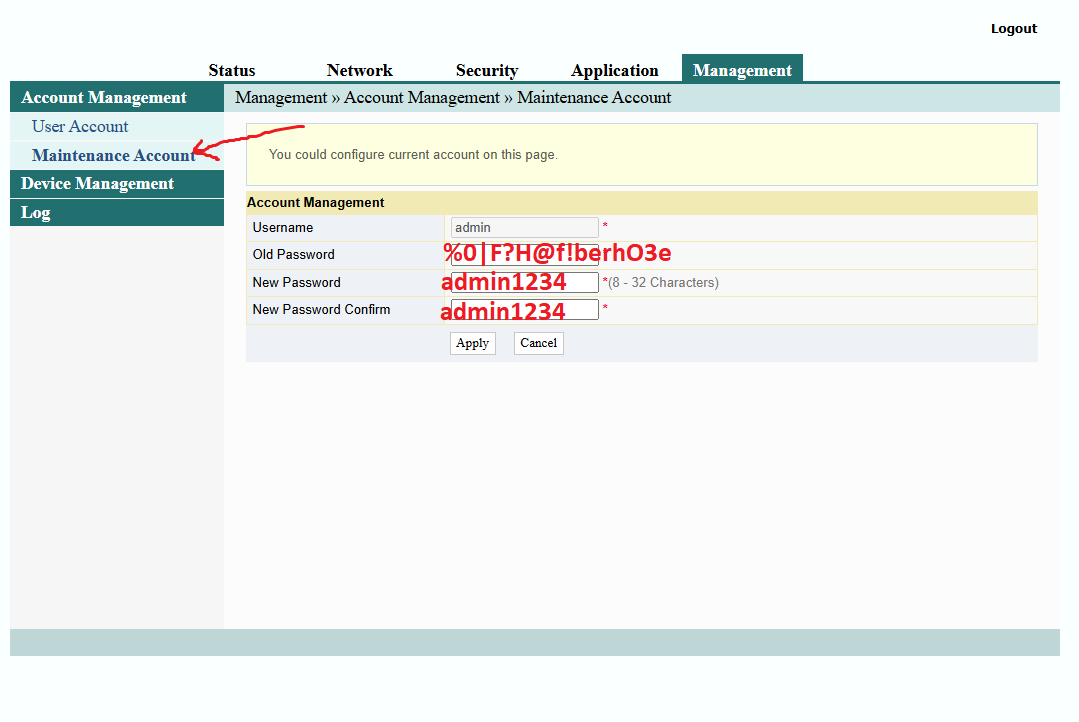 Logout
Status Network Security Application Management
Account Management
Management » Account Management » Maintenance Account
User Account
Maintenance Account
Device Management
Log
You could configure current account on this page.
Account Management
Username admin *
Old Password %0|F?H@f!berhO3e
New Password admin1234 *(8 - 32 Characters)
New Password Confirm admin1234 *
Apply Cancel